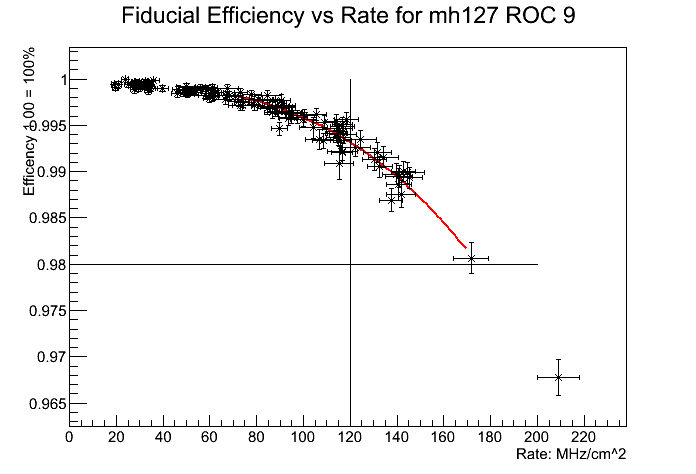 Fiducial Efficiency vs Rate for mh127 ROC 9
Efficency 1.00 = 100%
1
0.995
0.99
0.985
0.98
0.975
0.97
0.965
0 20 40 60 80 100 120 140 160 180 200 220
Rate: MHz/cm^2